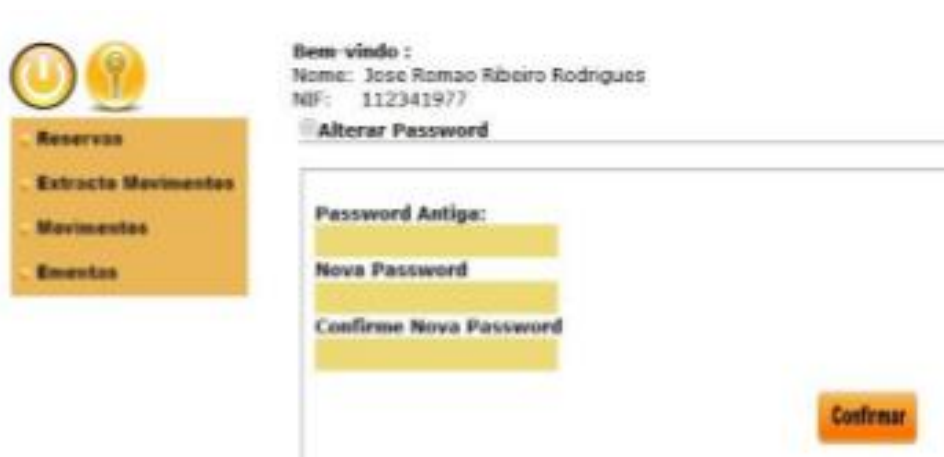 Bem-vindo :
Nome: Jose Romao Ribeiro Rodrigues
NIF: 112341977
Alterar Password
Reservas
Extracto Movimentos
Movimentos
Ementas
Password Antiga:
Nova Password
Confirme Nova Password
Confirmar